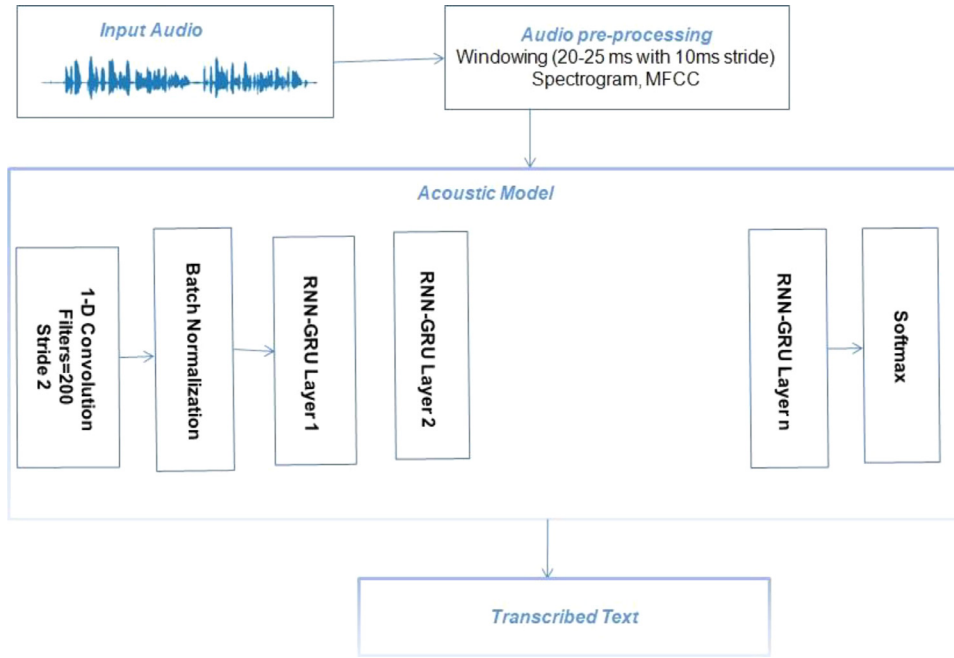 Input Audio
Audio pre-processing
Windowing (20-25 ms with 10ms stride)
Spectrogram, MFCC
Acoustic Model
1-D Convolution
Filters=200
Stride 2
Batch Normalization
RNN-GRU Layer 1
RNN-GRU Layer 2
RNN-GRU Layer n
Softmax
Transcribed Text